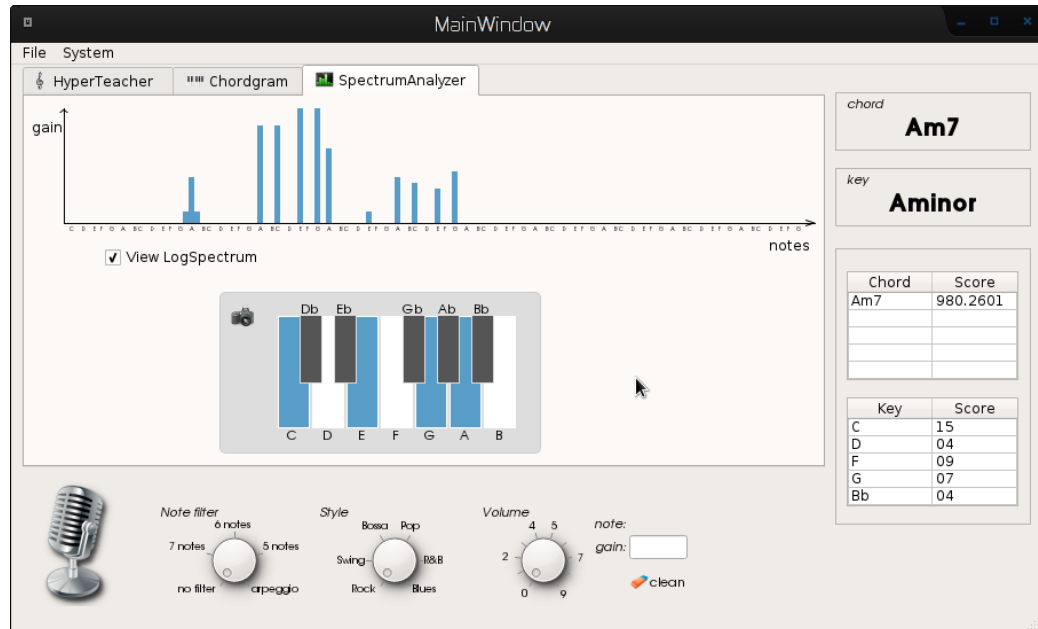 MainWindow
File System
HyperTeacher Chordgram SpectrumAnalyzer
gain
C D E F G A B C D E F G A B C D E F G A B C D E F G A B C D E F G A B C D E F G A B C D E F G A B C D E F G A B C D E F G A B C D E F G
notes
✓ View LogSpectrum
Db Eb Gb Ab Bb
C D E F G A B
chord
Am7
key
Aminor
Chord Score
Am7 980.2601
Key Score
C 15
D 04
F 09
G 07
Bb 04
Note filter
6 notes
7 notes 5 notes
no filter arpeggio
Style
Bossa Pop
Swing R&B
Rock Blues
Volume
4 5
2 7
0 9
note:
gain:
clean